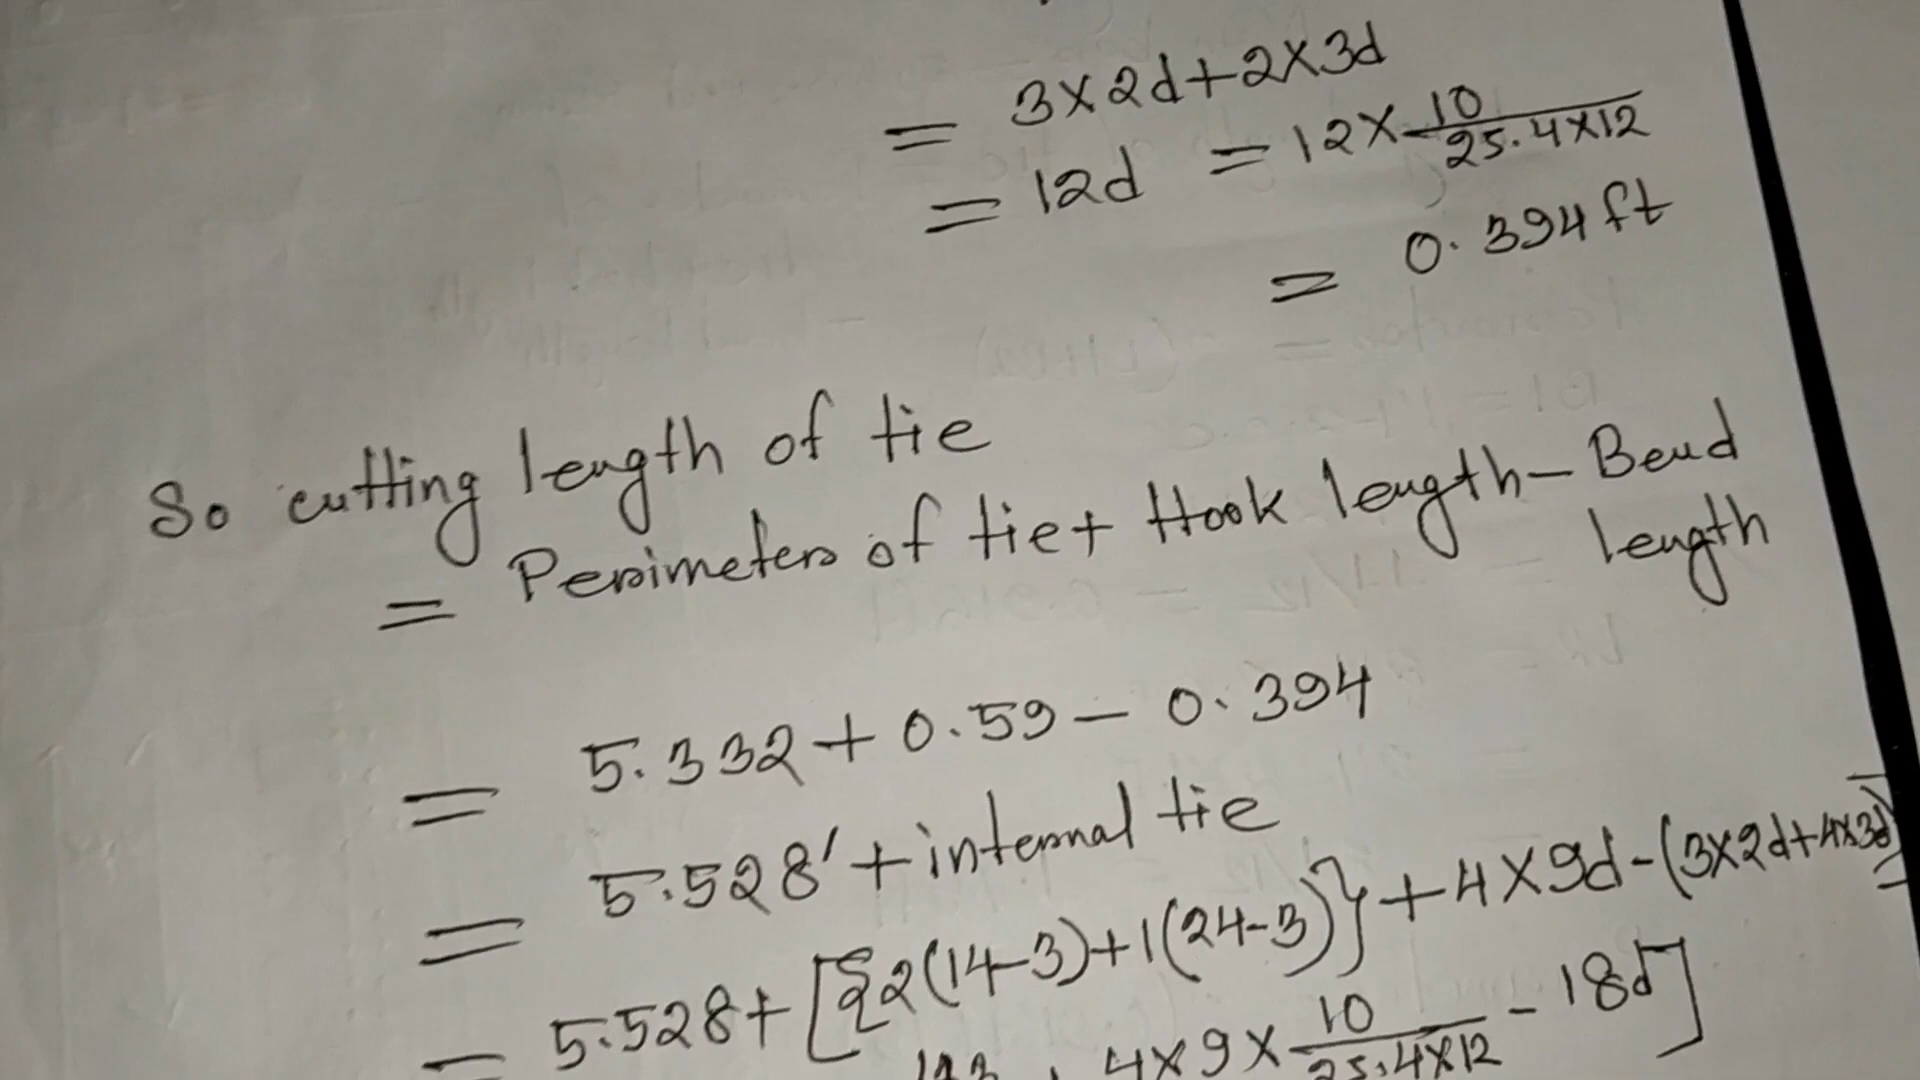 = 3×2d+2×3d
= 12d = 12× 10/25.4×12
= 0.394 ft
So cutting length of tie
= Perimeter of tie + Hook length - Bend
length
= 5.332 + 0.59 - 0.394
= 5.528' + internal tie
= 5.528 + [{2(14-3)+1(24-3)} + 4×9d-(3×2d+4×3d)
4×9× 10/25.4×12 - 18d]